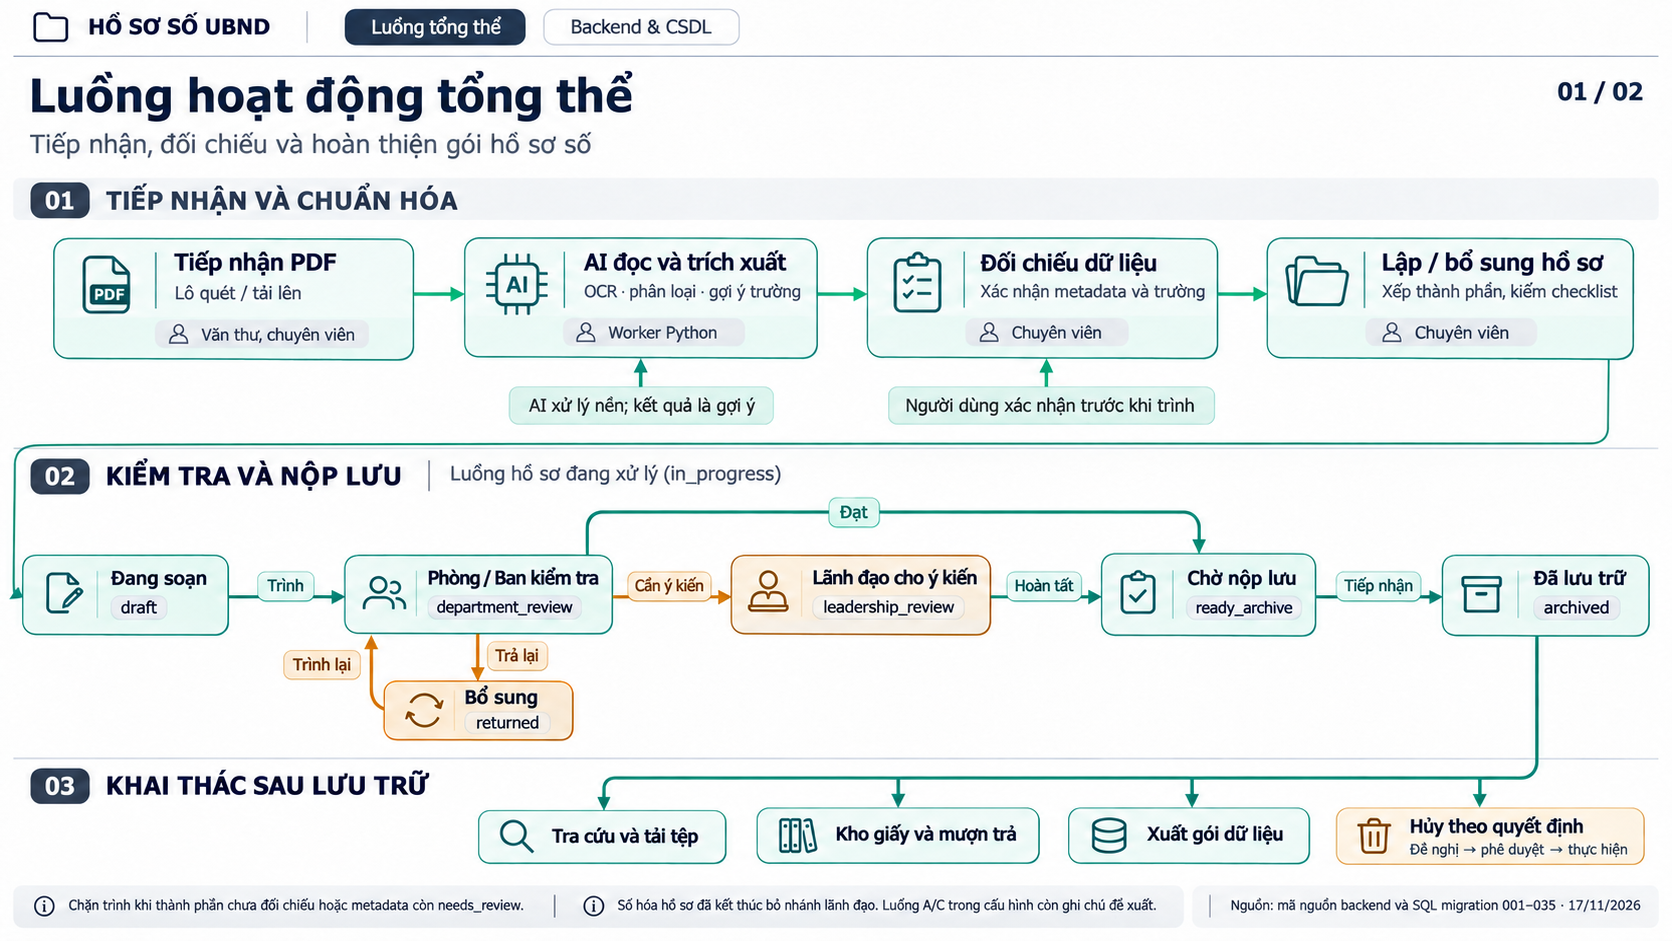 HỒ SƠ SỐ UBND
Luồng tổng thể
Backend & CSDL
Luồng hoạt động tổng thể
01 / 02
Tiếp nhận, đối chiếu và hoàn thiện gói hồ sơ số
01 TIẾP NHẬN VÀ CHUẨN HÓA
PDF
Tiếp nhận PDF
Lô quét / tải lên
Văn thư, chuyên viên
AI
AI đọc và trích xuất
OCR · phân loại · gợi ý trường
Worker Python
Đối chiếu dữ liệu
Xác nhận metadata và trường
Chuyên viên
Lập / bổ sung hồ sơ
Xếp thành phần, kiểm checklist
Chuyên viên
AI xử lý nền; kết quả là gợi ý
Người dùng xác nhận trước khi trình
02 KIỂM TRA VÀ NỘP LƯU
Luồng hồ sơ đang xử lý (in_progress)
Đạt
Đang soạn
draft
Trình
Phòng / Ban kiểm tra
department_review
Cần ý kiến
Lãnh đạo cho ý kiến
leadership_review
Hoàn tất
Chờ nộp lưu
ready_archive
Tiếp nhận
Đã lưu trữ
archived
Trình lại
Trả lại
Bổ sung
returned
03 KHAI THÁC SAU LƯU TRỮ
Tra cứu và tải tệp
Kho giấy và mượn trả
Xuất gói dữ liệu
Hủy theo quyết định
Đề nghị → phê duyệt → thực hiện
Chặn trình khi thành phần chưa đối chiếu hoặc metadata còn needs_review.
Số hóa hồ sơ đã kết thúc bỏ nhánh lãnh đạo. Luồng A/C trong cấu hình còn ghi chú đề xuất.
Nguồn: mã nguồn backend và SQL migration 001–035 · 17/11/2026